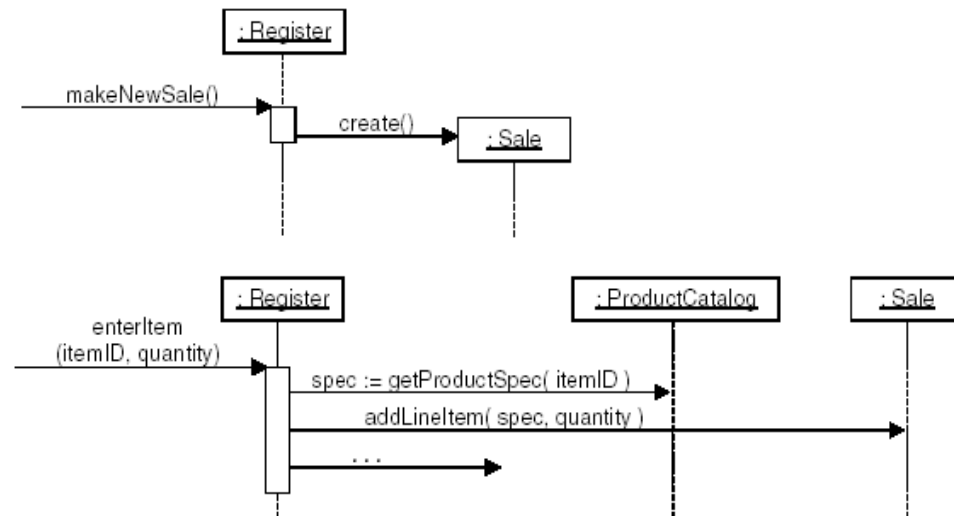 : Register
makeNewSale()
create()
: Sale
: Register
: ProductCatalog
: Sale
enterItem
(itemID, quantity)
spec := getProductSpec( itemID )
addLineItem( spec, quantity )
. . .